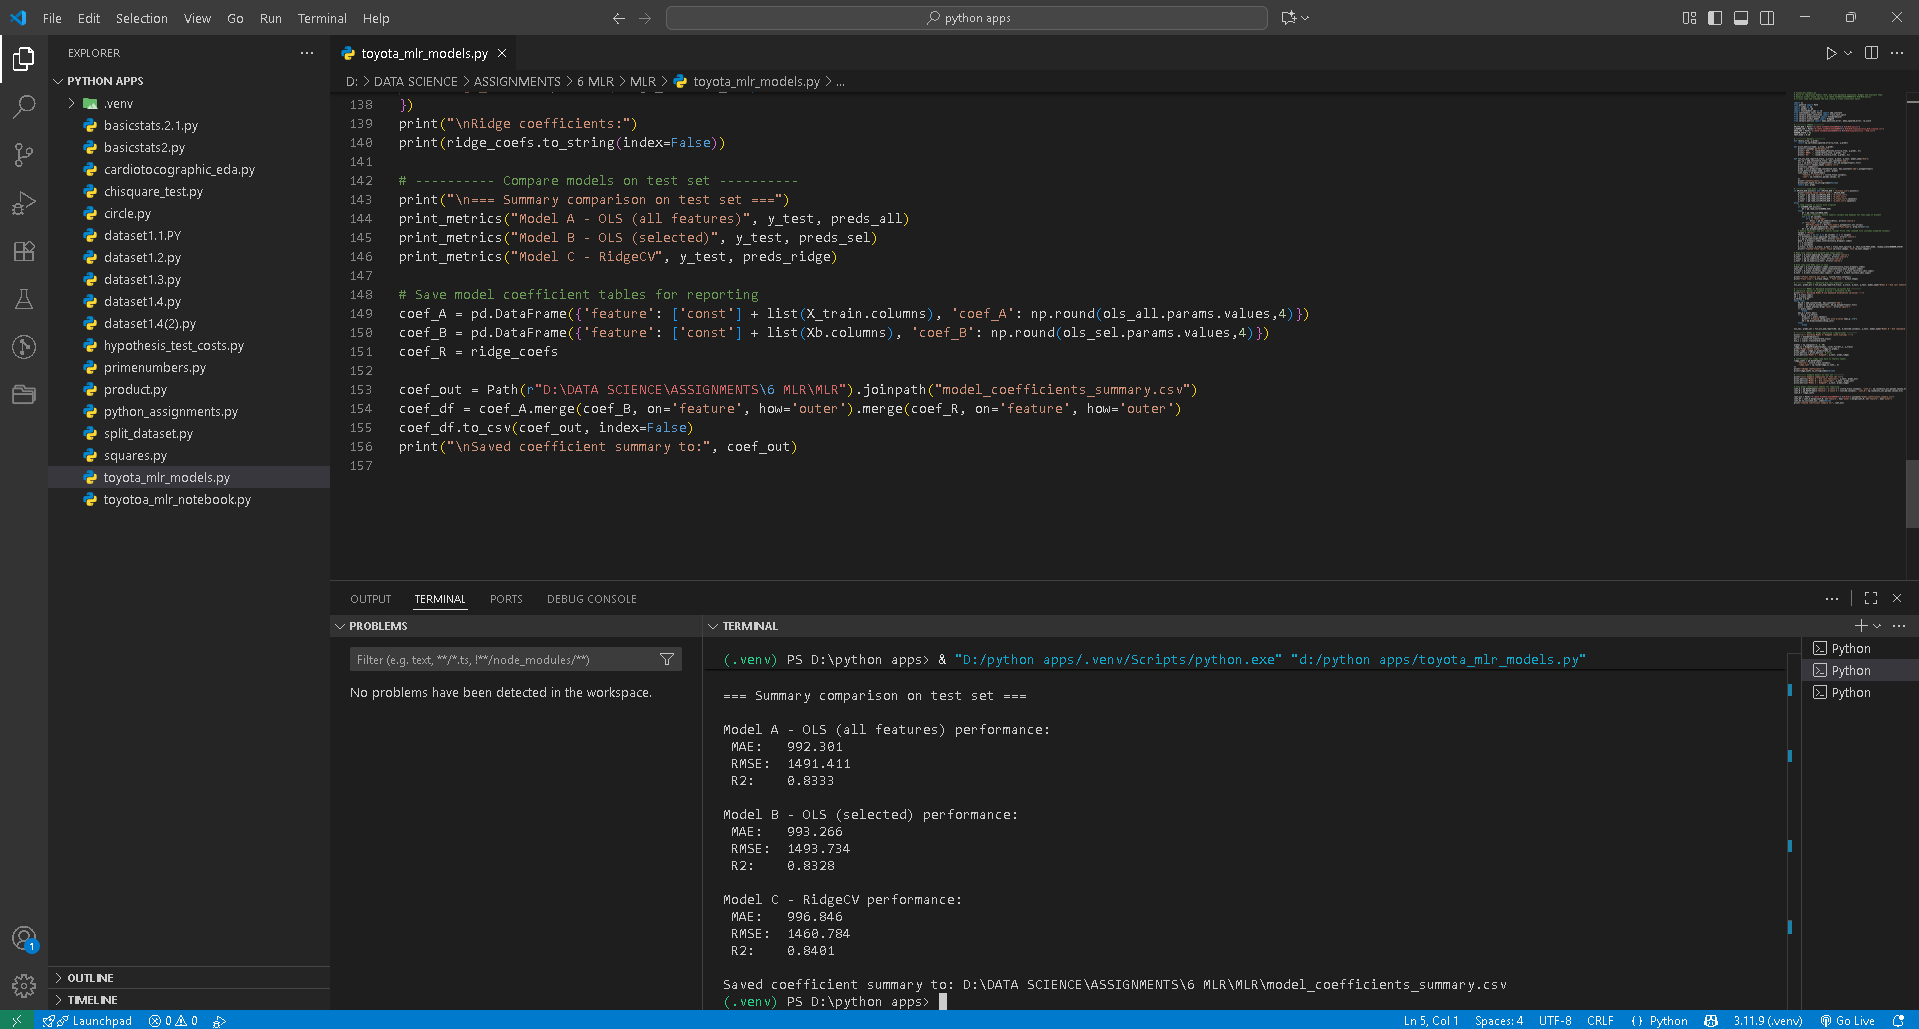 File Edit Selection View Go Run Terminal Help
python apps
EXPLORER
PYTHON APPS
.venv
basicstats.2.1.py
basicstats2.py
cardiotocographic_eda.py
chisquare_test.py
circle.py
dataset1.1.PY
dataset1.2.py
dataset1.3.py
dataset1.4.py
dataset1.4(2).py
hypothesis_test_costs.py
primenumbers.py
product.py
python_assignments.py
split_dataset.py
squares.py
toyota_mlr_models.py
toyotoa_mlr_notebook.py
OUTLINE
TIMELINE
toyota_mlr_models.py
D: > DATA SCIENCE > ASSIGNMENTS > 6 MLR > MLR > toyota_mlr_models.py > ...
138 })
139 print("\nRidge coefficients:")
140 print(ridge_coefs.to_string(index=False))
141
142 # ---------- Compare models on test set ----------
143 print("\n=== Summary comparison on test set ===")
144 print_metrics("Model A - OLS (all features)", y_test, preds_all)
145 print_metrics("Model B - OLS (selected)", y_test, preds_sel)
146 print_metrics("Model C - RidgeCV", y_test, preds_ridge)
147
148 # Save model coefficient tables for reporting
149 coef_A = pd.DataFrame({'feature': ['const'] + list(X_train.columns), 'coef_A': np.round(ols_all.params.values,4)})
150 coef_B = pd.DataFrame({'feature': ['const'] + list(Xb.columns), 'coef_B': np.round(ols_sel.params.values,4)})
151 coef_R = ridge_coefs
152
153 coef_out = Path(r"D:\DATA SCIENCE\ASSIGNMENTS\6 MLR\MLR").joinpath("model_coefficients_summary.csv")
154 coef_df = coef_A.merge(coef_B, on='feature', how='outer').merge(coef_R, on='feature', how='outer')
155 coef_df.to_csv(coef_out, index=False)
156 print("\nSaved coefficient summary to:", coef_out)
157
OUTPUT TERMINAL PORTS DEBUG CONSOLE
PROBLEMS
Filter (e.g. text, **/*.ts, !**/node_modules/**)
No problems have been detected in the workspace.
TERMINAL
(.venv) PS D:\python apps> & "D:/python apps/.venv/Scripts/python.exe" "d:/python apps/toyota_mlr_models.py"
=== Summary comparison on test set ===
Model A - OLS (all features) performance:
MAE: 992.301
RMSE: 1491.411
R2: 0.8333
Model B - OLS (selected) performance:
MAE: 993.266
RMSE: 1493.734
R2: 0.8328
Model C - RidgeCV performance:
MAE: 996.846
RMSE: 1460.784
R2: 0.8401
Saved coefficient summary to: D:\DATA SCIENCE\ASSIGNMENTS\6 MLR\MLR\model_coefficients_summary.csv
(.venv) PS D:\python apps>
Python
Python
Python
1
Launchpad 0 0
Ln 5, Col 1 Spaces: 4 UTF-8 CRLF {} Python 3.11.9 (.venv) Go Live